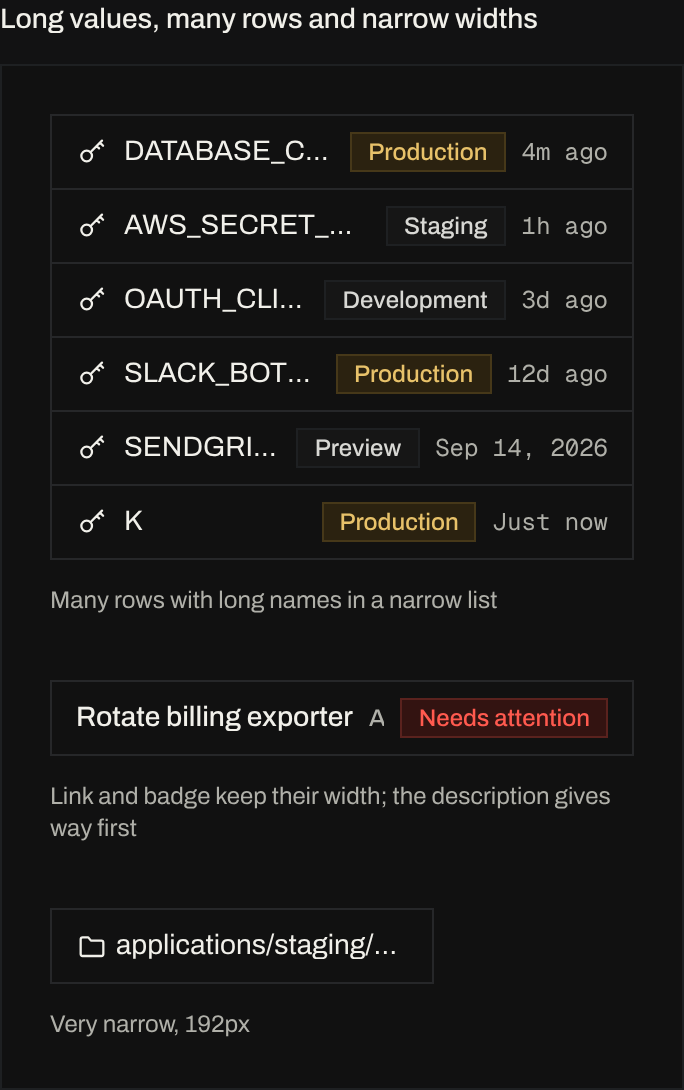 Long values, many rows and narrow widths
DATABASE_C... Production 4m ago
AWS_SECRET_... Staging 1h ago
OAUTH_CLI... Development 3d ago
SLACK_BOT... Production 12d ago
SENDGRI... Preview Sep 14, 2026
K Production Just now
Many rows with long names in a narrow list
Rotate billing exporter A Needs attention
Link and badge keep their width; the description gives
way first
applications/staging/...
Very narrow, 192px